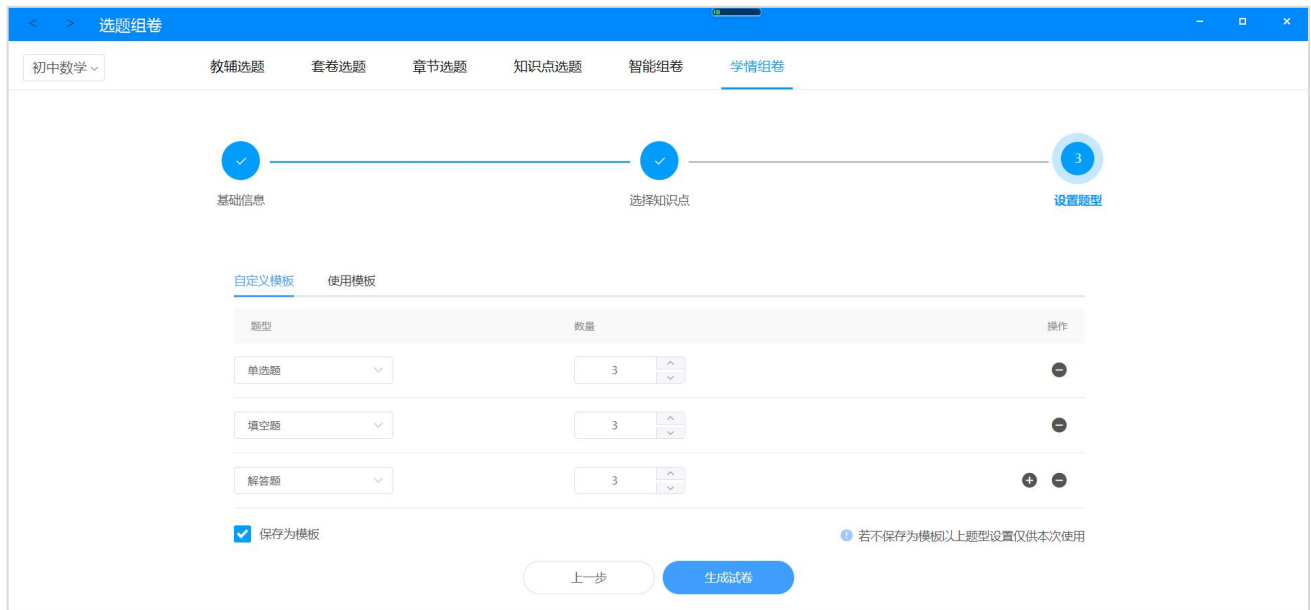 < > 选题组卷
初中数学 教辅选题 套卷选题 章节选题 知识点选题 智能组卷 学情组卷
3
基础信息 选择知识点 设置题型
自定义模板 使用模板
题型 数量 操作
单选题 3
填空题 3
解答题 3
保存为模板 若不保存为模板以上题型设置仅供本次使用
上一步 生成试卷